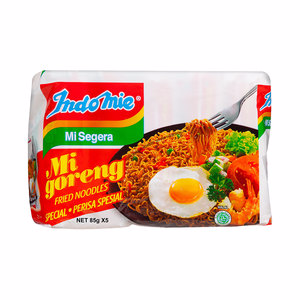 Indomie
Mi Segera
Mi
goreng
FRIED NOODLES
SPECIAL • PERISA SPESIAL
NET 85g X5